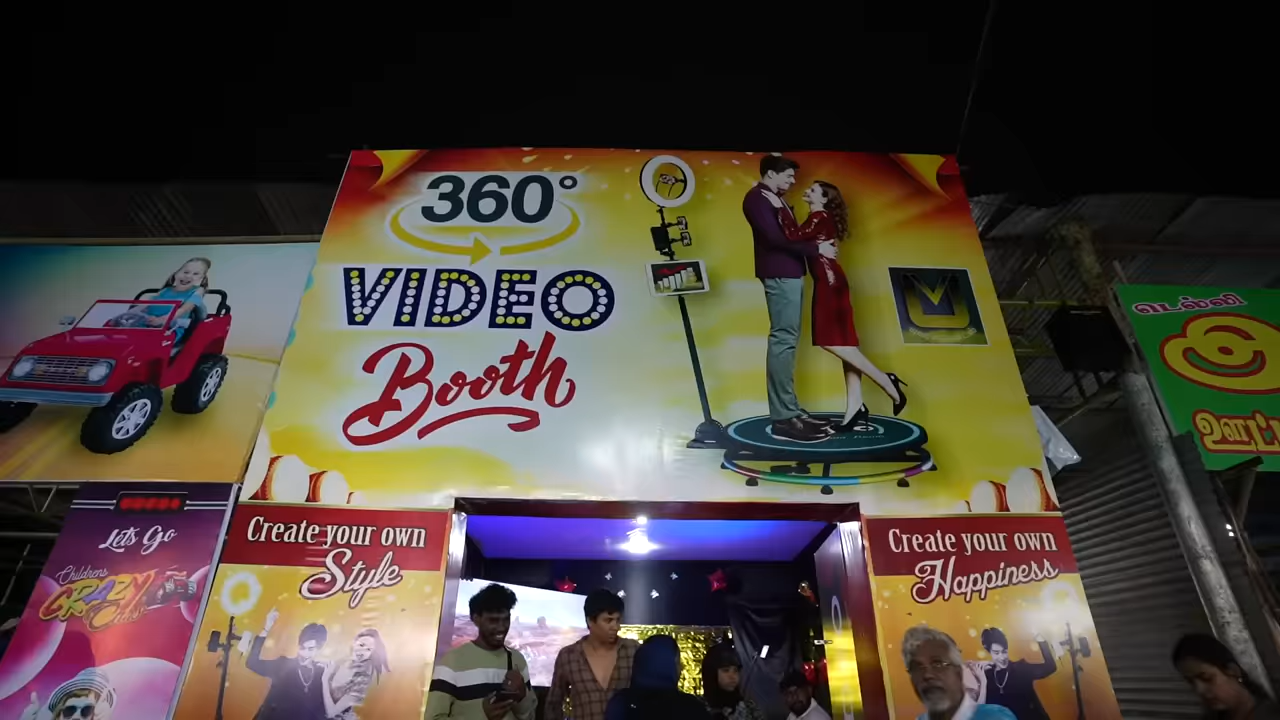 360°
VIDEO
Booth
Create your own
Style
Create your own
Happiness
Lets Go
Childrens
CRAZY
டெல்லி